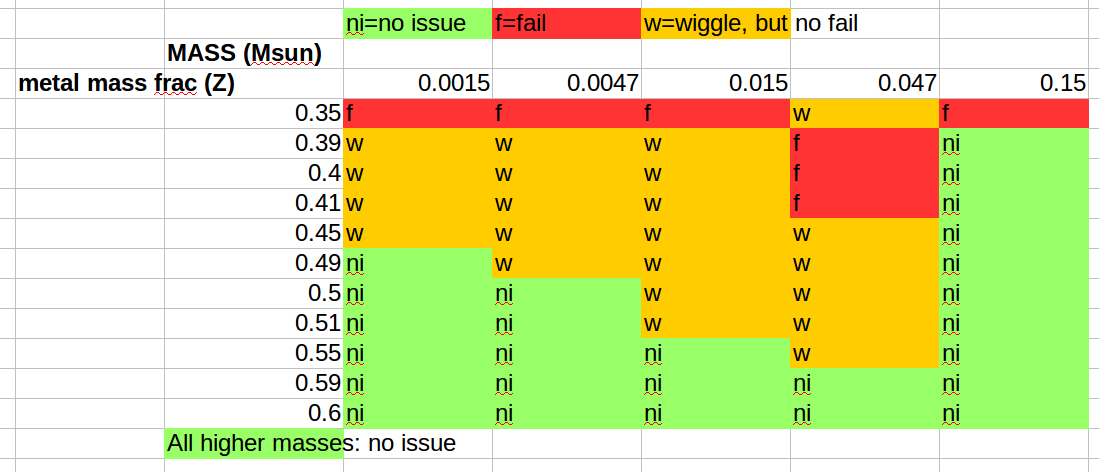 ni=no issue f=fail w=wiggle, but no fail
MASS (Msun)
metal mass frac (Z) 0.0015 0.0047 0.015 0.047 0.15
0.35 f f f w f
0.39 w w w f ni
0.4 w w w f ni
0.41 w w w f ni
0.45 w w w w ni
0.49 ni w w w ni
0.5 ni ni w w ni
0.51 ni ni w w ni
0.55 ni ni ni w ni
0.59 ni ni ni ni ni
0.6 ni ni ni ni ni
All higher masses: no issue